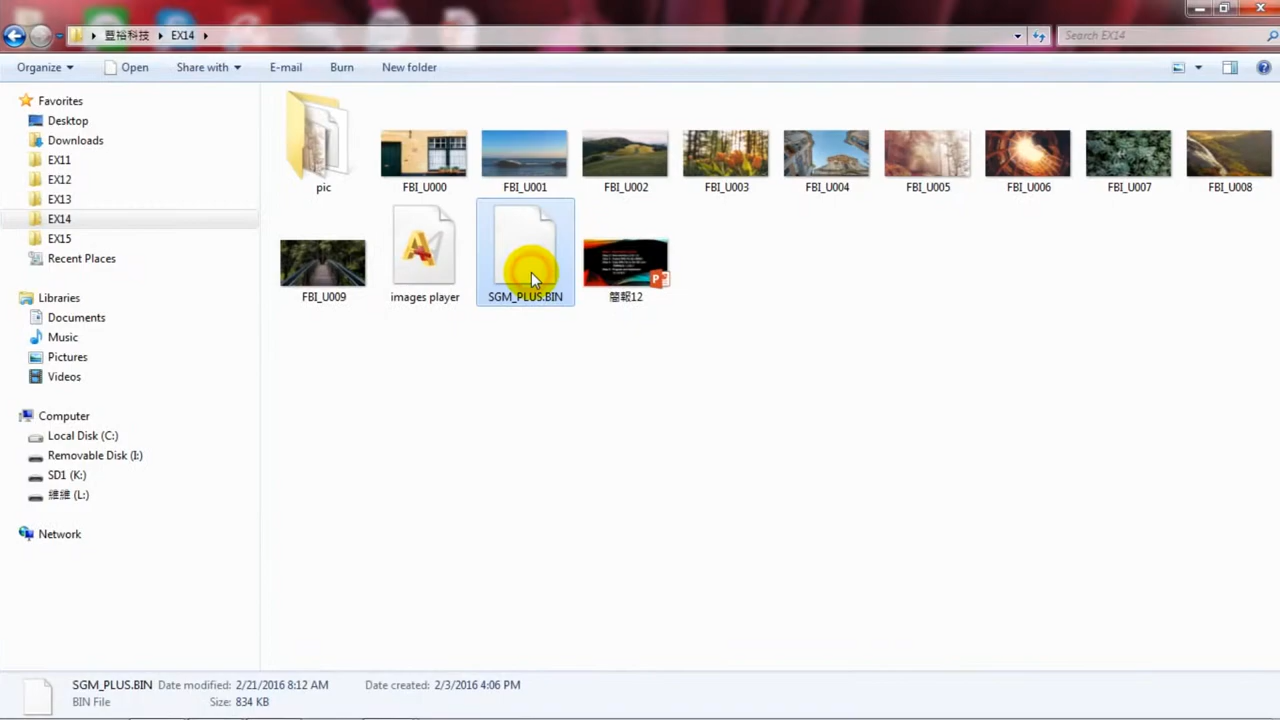 藍裕科技 EX14 Search EX14
Organize Open Share with E-mail Burn New folder
Favorites
Desktop
Downloads
EX11
EX12
EX13
EX14
EX15
Recent Places
Libraries
Documents
Music
Pictures
Videos
Computer
Local Disk (C:)
Removable Disk (I:)
SD1 (K:)
維維 (L:)
Network
pic FBI_U000 FBI_U001 FBI_U002 FBI_U003 FBI_U004 FBI_U005 FBI_U006 FBI_U007 FBI_U008
FBI_U009 images player SGM_PLUS.BIN 簡報12
SGM_PLUS.BIN Date modified: 2/21/2016 8:12 AM Date created: 2/3/2016 4:06 PM
BIN File Size: 834 KB